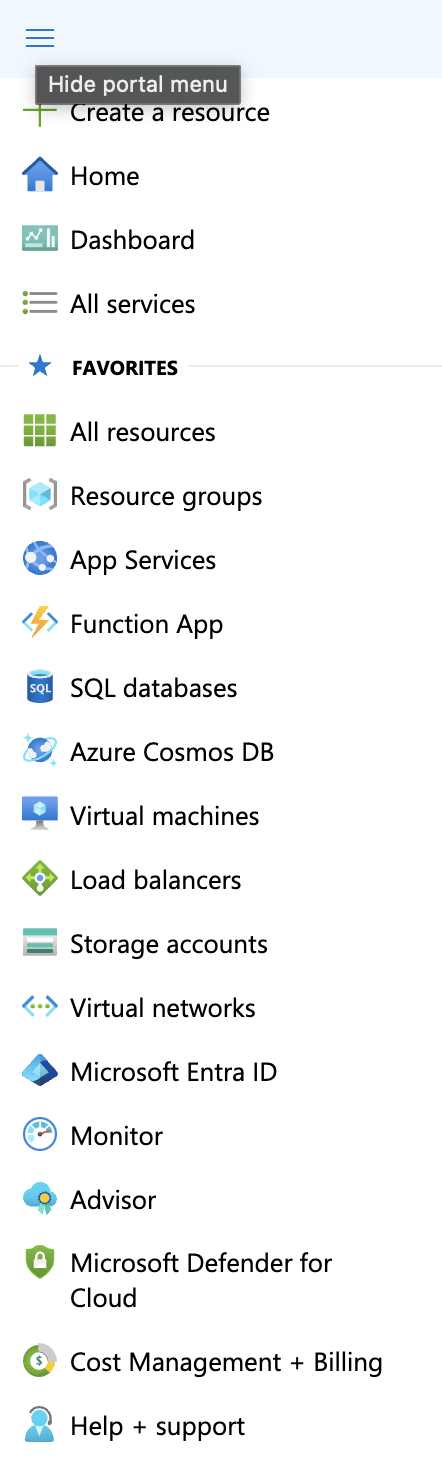 Hide portal menu
Create a resource
Home
Dashboard
All services
FAVORITES
All resources
Resource groups
App Services
Function App
SQL
SQL databases
Azure Cosmos DB
Virtual machines
Load balancers
Storage accounts
Virtual networks
Microsoft Entra ID
Monitor
Advisor
Microsoft Defender for
Cloud
$
Cost Management + Billing
Help + support